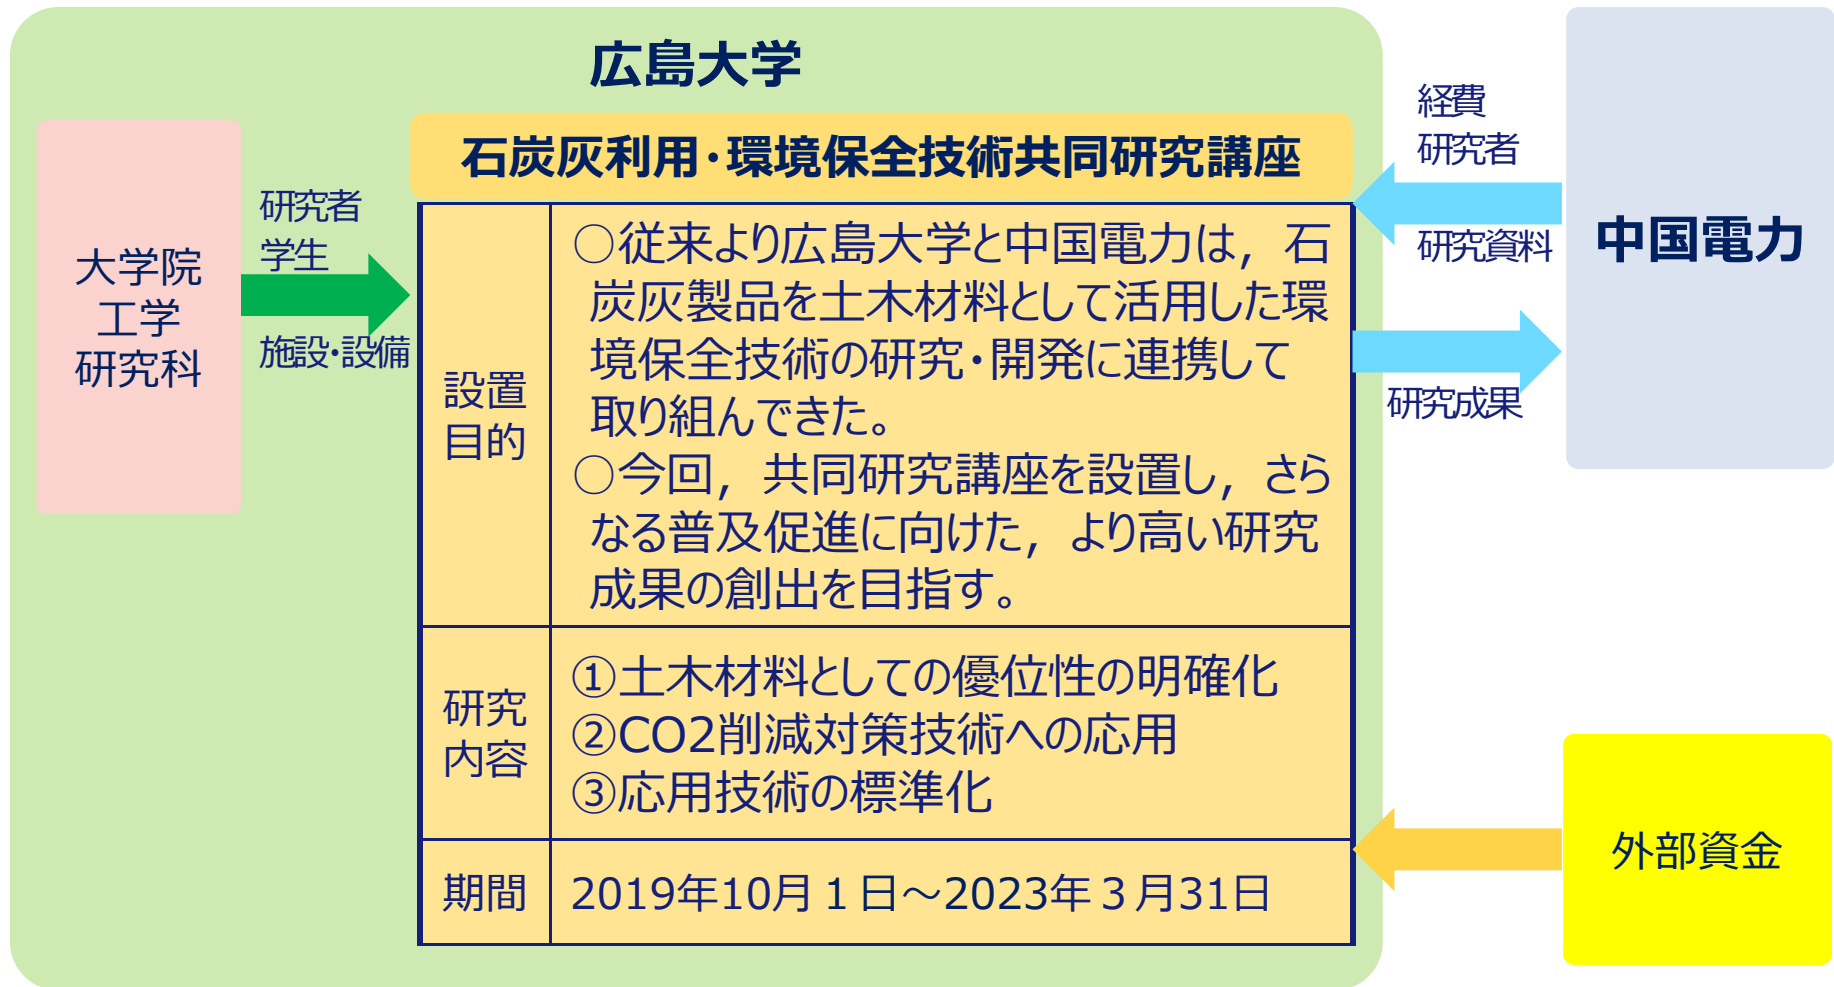 広島大学
石炭灰利用・環境保全技術共同研究講座
大学院
工学
研究科
研究者
学生
施設・設備
設置
目的
○従来より広島大学と中国電力は，石
炭灰製品を土木材料として活用した環
境保全技術の研究・開発に連携して
取り組んできた。
○今回，共同研究講座を設置し，さら
なる普及促進に向けた，より高い研究
成果の創出を目指す。
研究
内容
①土木材料としての優位性の明確化
②CO2削減対策技術への応用
③応用技術の標準化
期間
2019年10月１日～2023年３月31日
経費
研究者
研究資料
研究成果
中国電力
外部資金